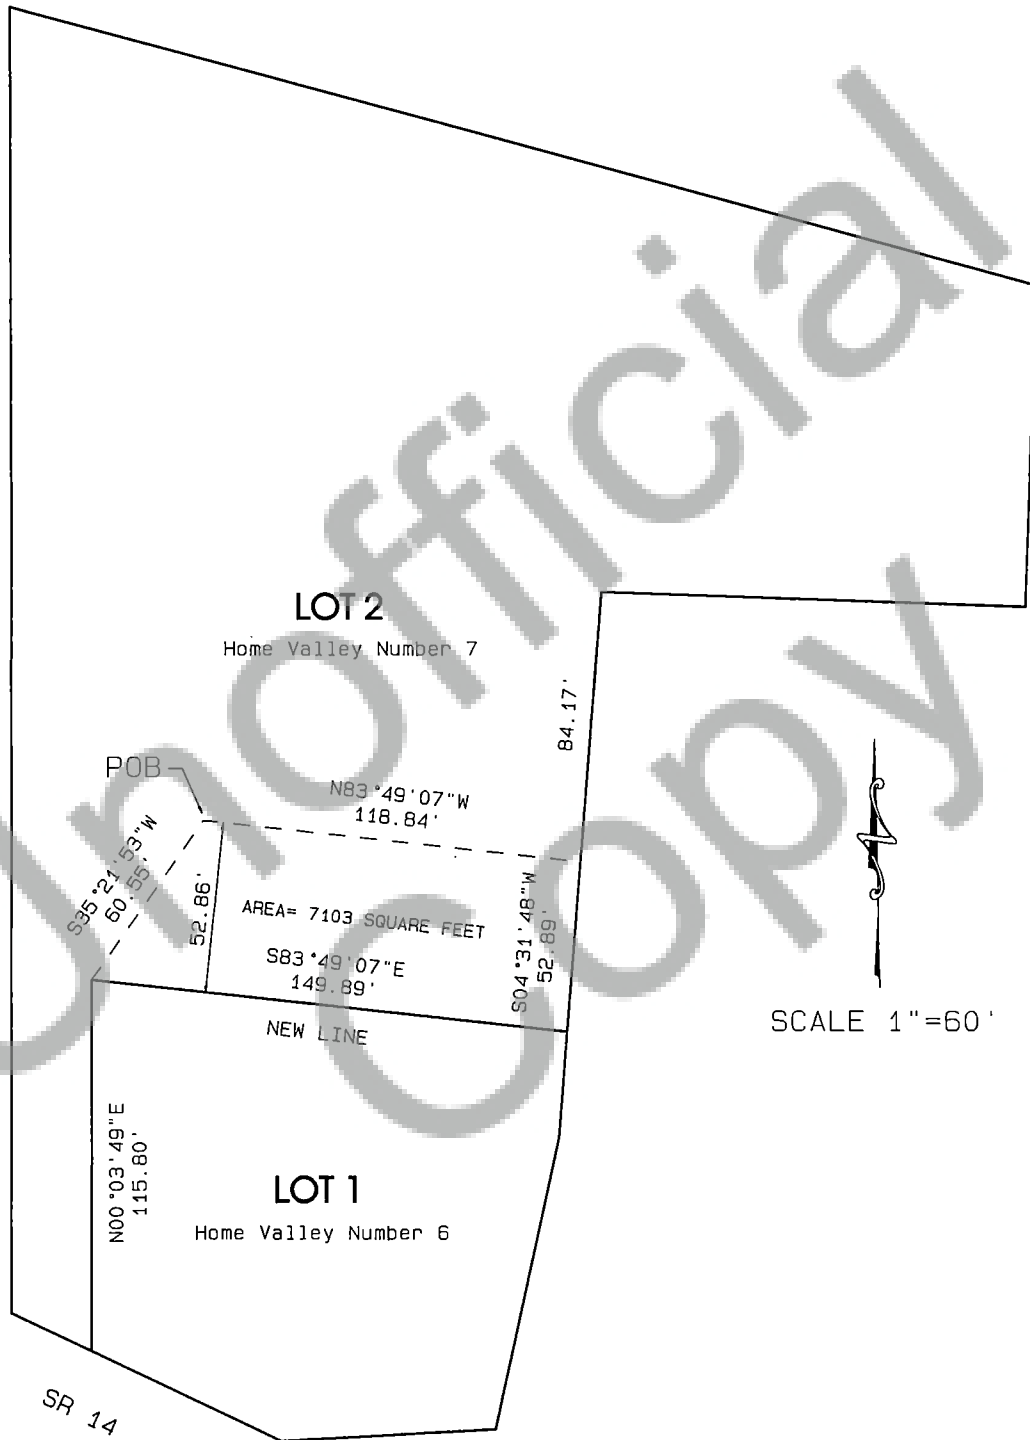 LOT 2
Home Valley Number 7
84.17'
POB
N83°49'07"W
118.84'
S35°21'53"W
60.55'
52.86'
AREA= 7103 SQUARE FEET
S83°49'07"E
149.89'
S04°31'48"W
52.89'
NEW LINE
SCALE 1"=60'
N00°03'49"E
115.80'
LOT 1
Home Valley Number 6
SR 14
Unofficial
Copy